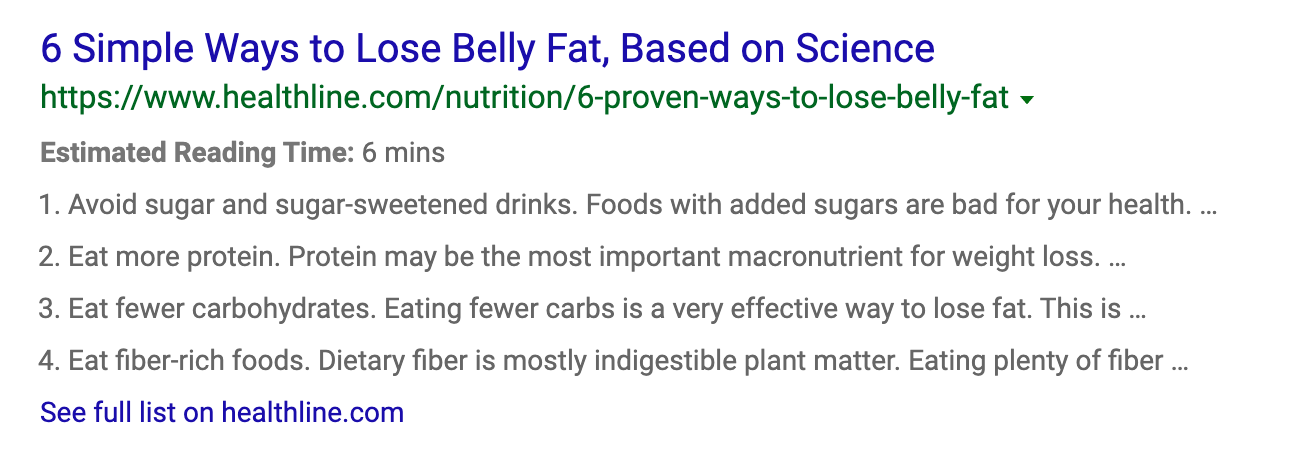 6 Simple Ways to Lose Belly Fat, Based on Science
https://www.healthline.com/nutrition/6-proven-ways-to-lose-belly-fat
Estimated Reading Time: 6 mins
1. Avoid sugar and sugar-sweetened drinks. Foods with added sugars are bad for your health. ...
2. Eat more protein. Protein may be the most important macronutrient for weight loss. ...
3. Eat fewer carbohydrates. Eating fewer carbs is a very effective way to lose fat. This is ...
4. Eat fiber-rich foods. Dietary fiber is mostly indigestible plant matter. Eating plenty of fiber ...
See full list on healthline.com